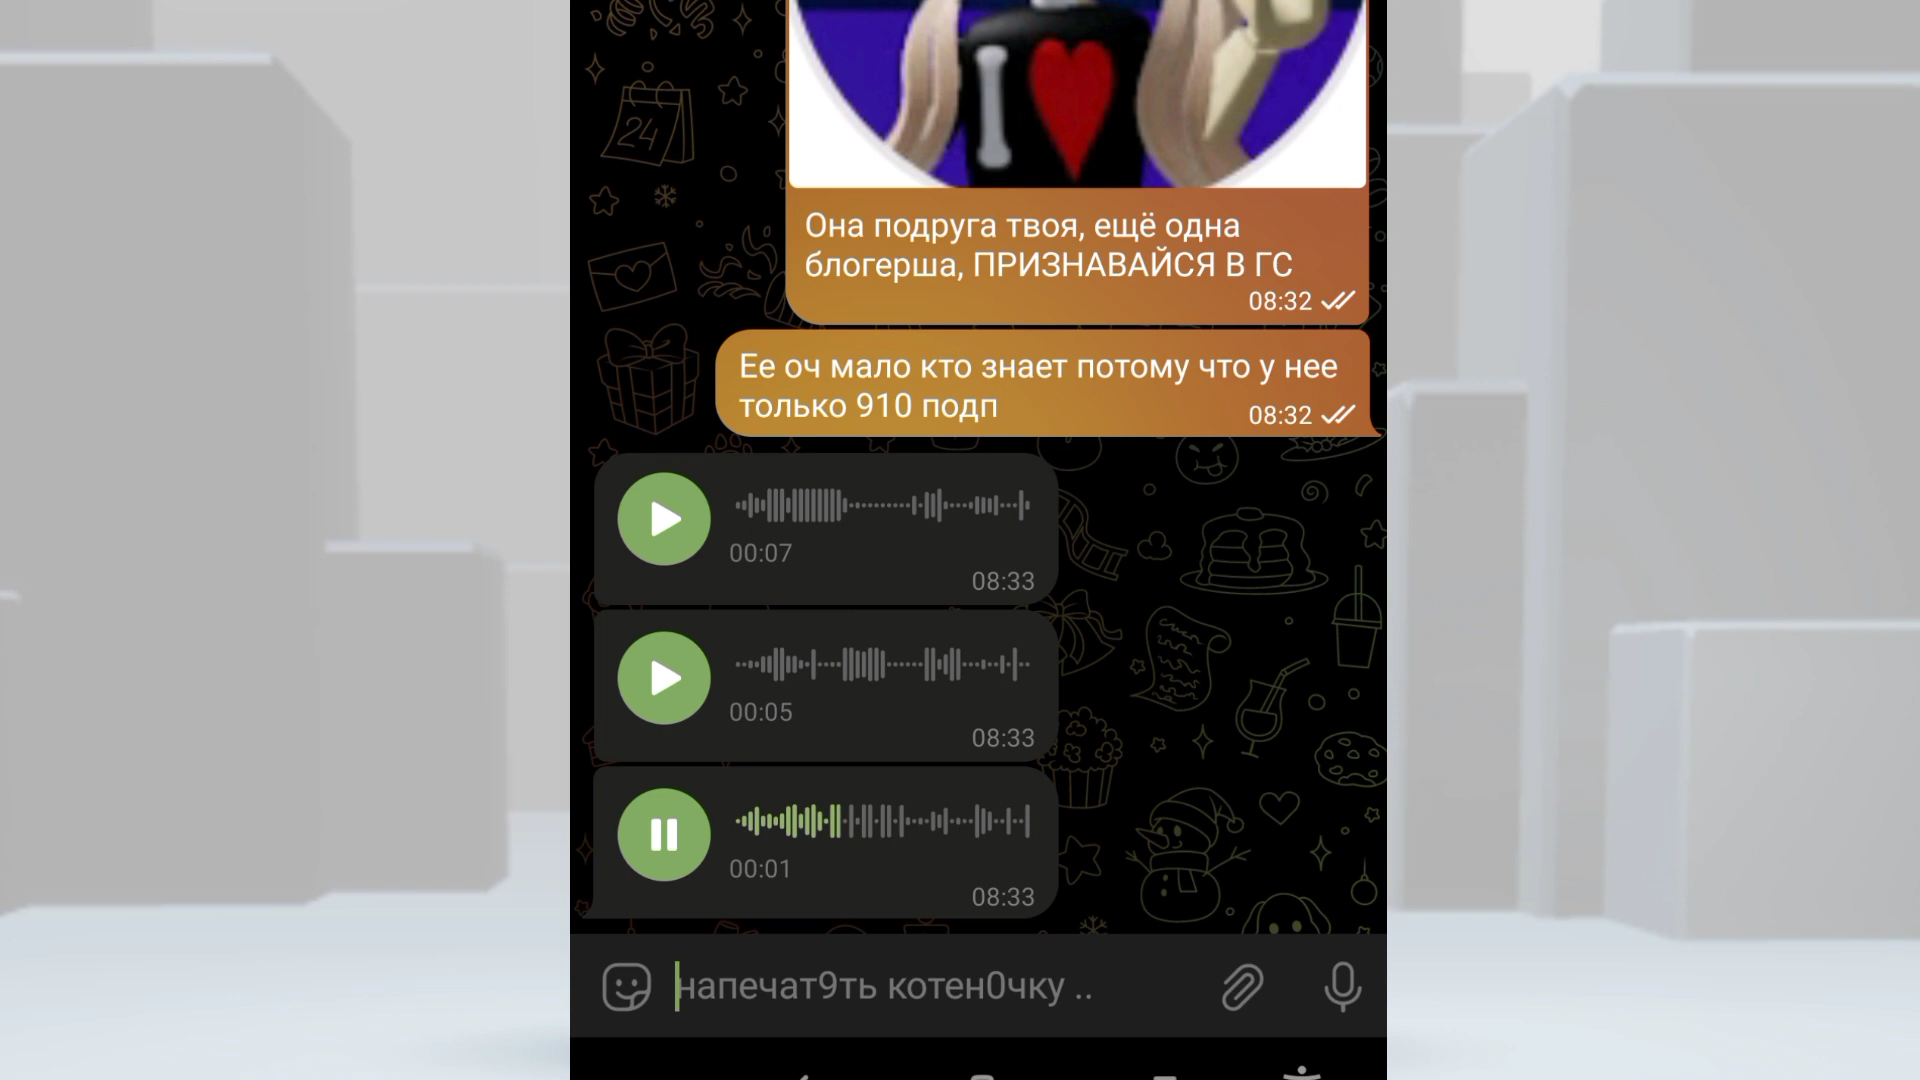 24
I
Она подруга твоя, ещё одна
блогерша, ПРИЗНАВАЙСЯ В ГС
08:32
Ее оч мало кто знает потому что у нее
только 910 подп
08:32
00:07
08:33
00:05
08:33
00:01
08:33
напечат9ть котен0чку ..